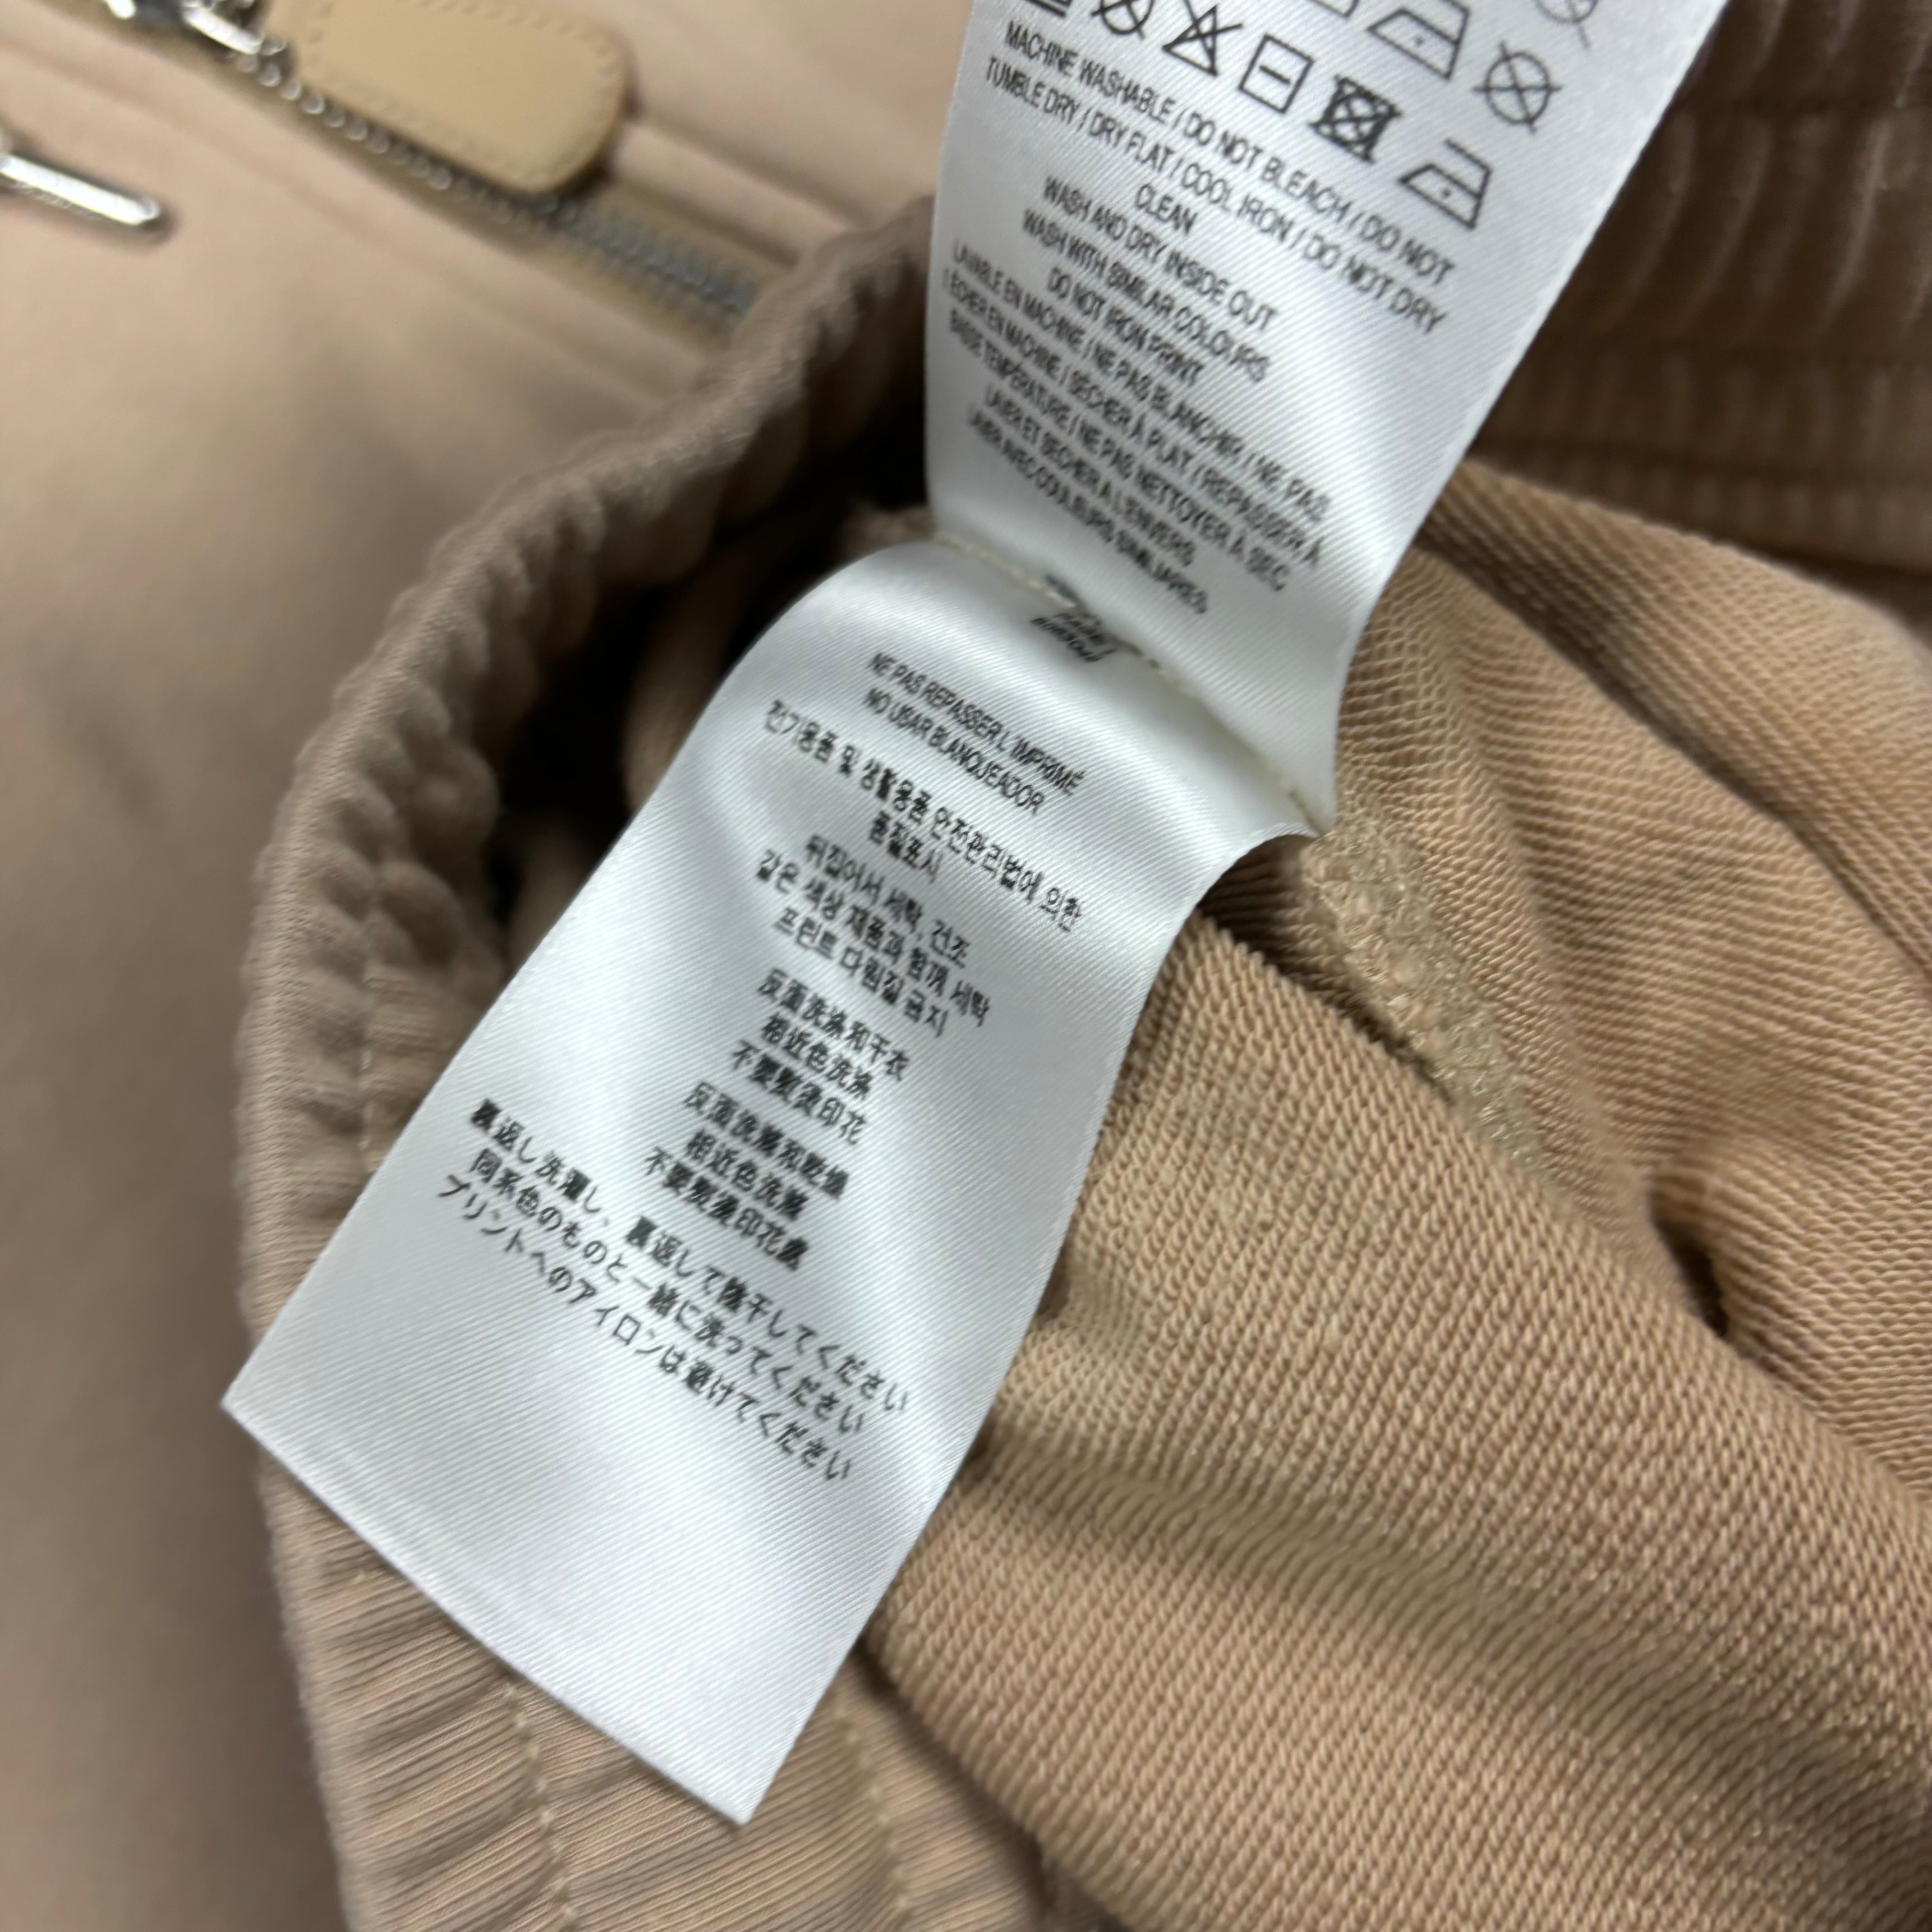 MACHINE WASHABLE / DO NOT BLEACH / DO NOT
TUMBLE DRY / DRY FLAT / COOL IRON / DO NOT DRY
CLEAN
WASH AND DRY INSIDE OUT
WASH WITH SIMILAR COLOURS
DO NOT IRON PRINT
LAVABLE EN MACHINE / NE PAS BLANCHIR / NE PAS
SÉCHER EN MACHINE / SÉCHER À PLAT / REPASSER À
BASSE TEMPÉRATURE / NE PAS NETTOYER À SEC
LAVER ET SECHER A L'ENVERS
LAVER AVEC COULEURS SIMILIARES
NE PAS REPASSER L'IMPRIMÉ
NO USAR BLANQUEADOR
전기용품 및 생활용품 안전관리법에 의한
품질표시
뒤집어서 세탁 건조
같은 색상 제품과 함께 세탁
프린트 다림질 금지
反面洗涤和干衣
相近色洗涤
不要熨烫印花
反面洗滌和乾燥
相近色洗滌
不要熨燙印花處
裏返し洗濯し、裏返して陰干してください
同系色のものと一緒に洗ってください
プリントへのアイロンは避けてください